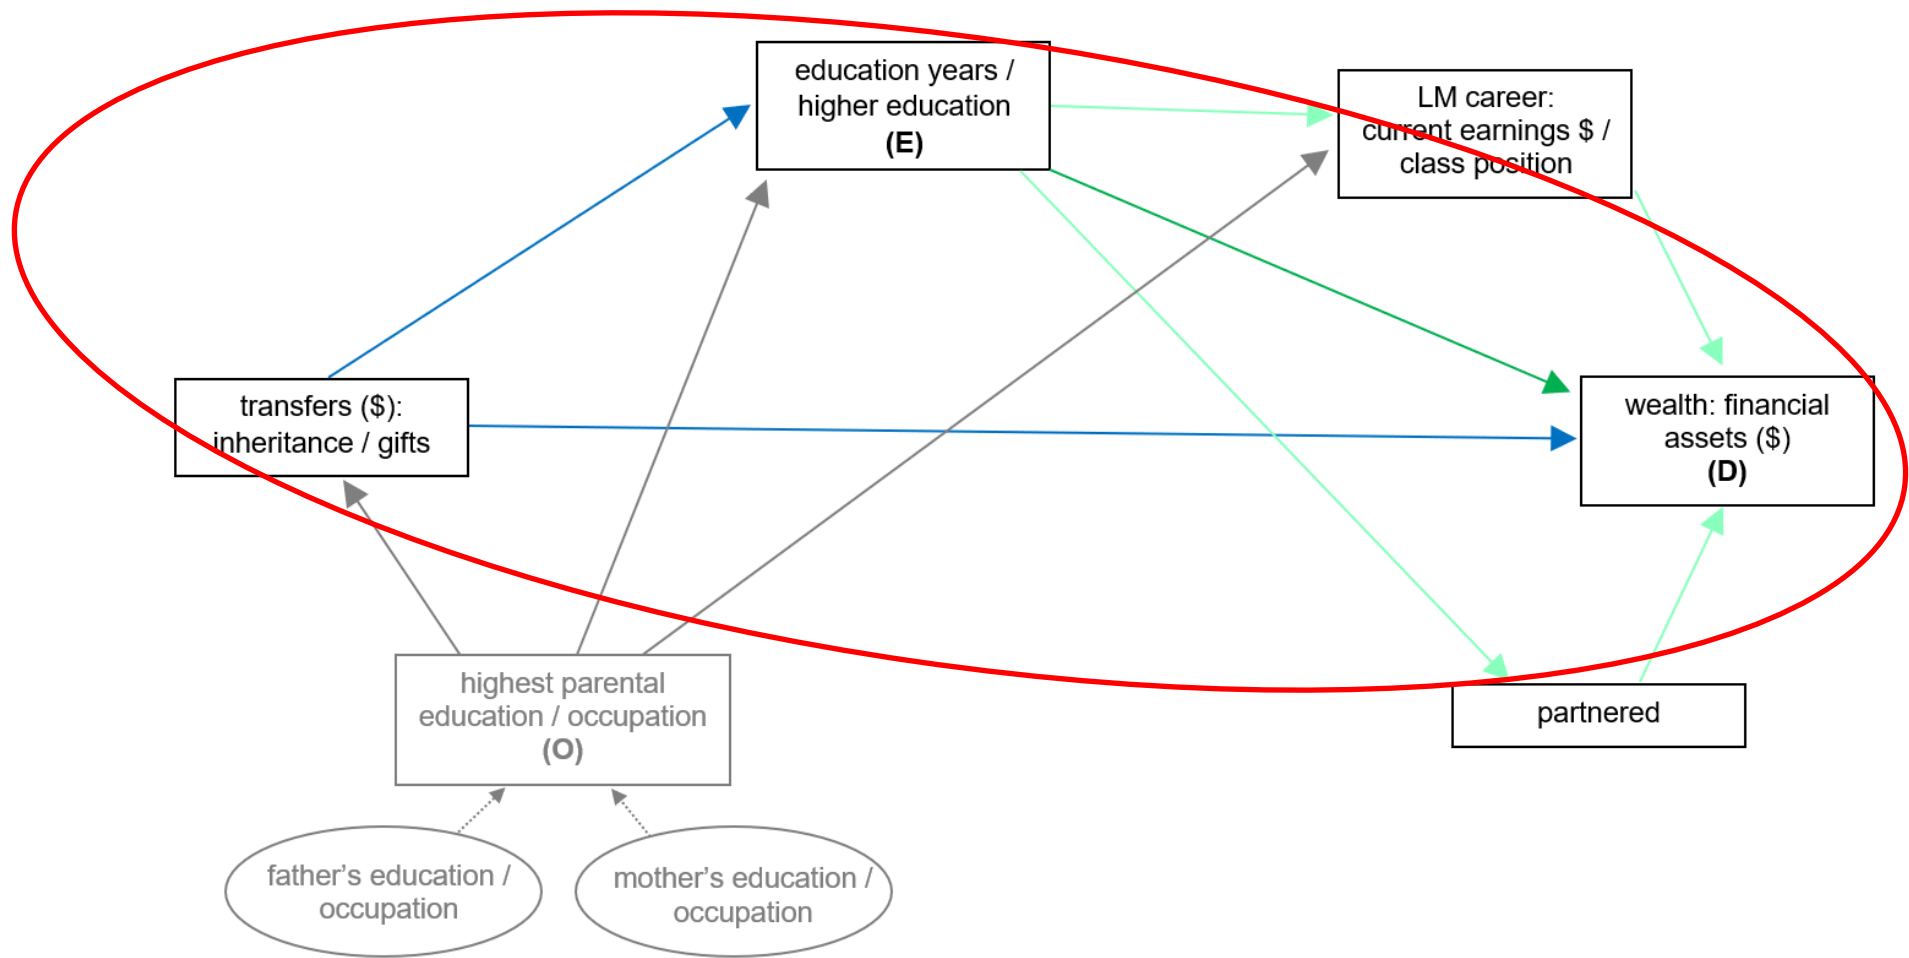 education years /
higher education
(E)
LM career:
current earnings $ /
class position
transfers ($):
inheritance / gifts
wealth: financial
assets ($)
(D)
highest parental
education / occupation
(O)
partnered
father’s education /
occupation
mother’s education /
occupation